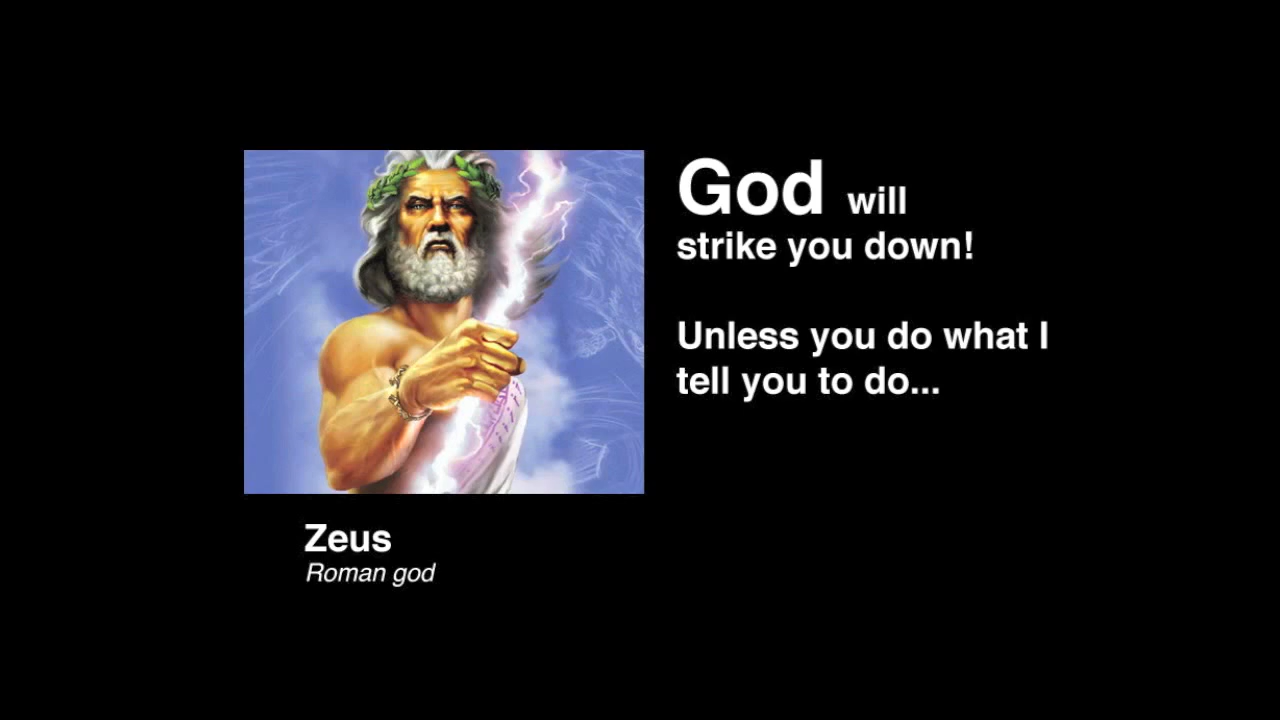 God will
strike you down!
Unless you do what I
tell you to do...
Zeus
Roman god